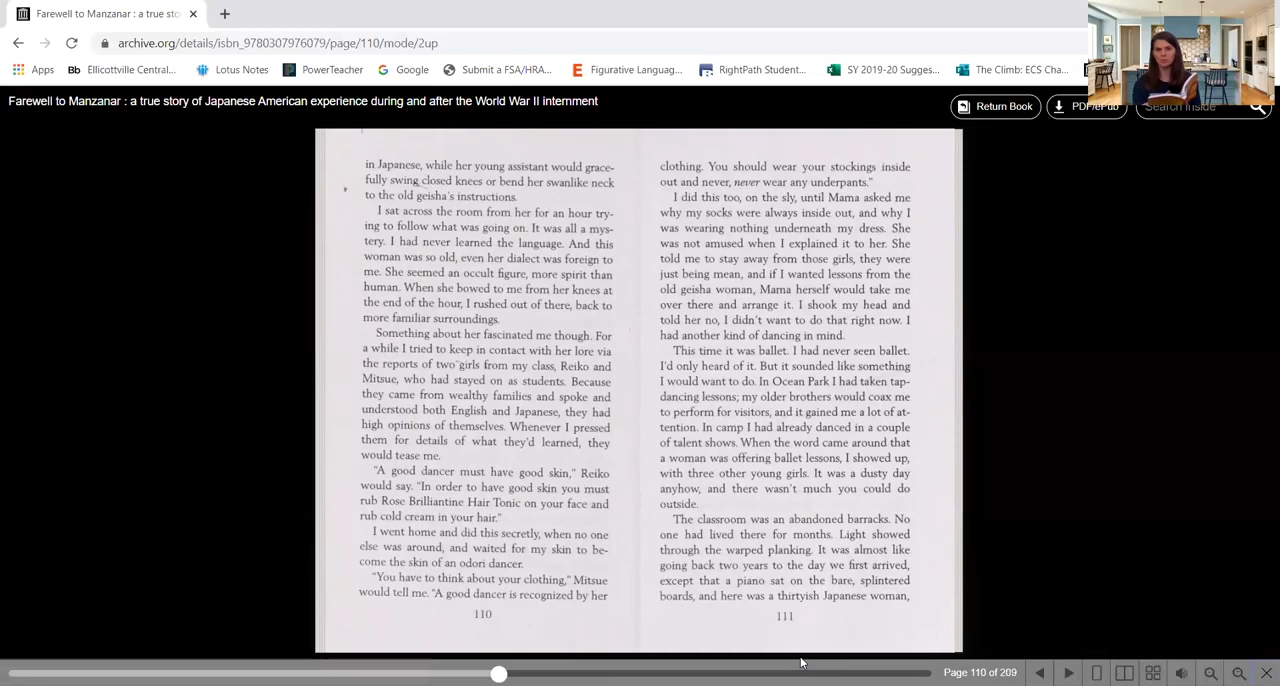 Farewell to Manzanar : a true sto
archive.org/details/isbn_9780307976079/page/110/mode/2up
Apps
Bb Ellicottville Central...
Lotus Notes
PowerTeacher
Google
Submit a FSA/HRA...
Figurative Languag...
RightPath Student...
SY 2019-20 Sugges...
The Climb: ECS Cha...
Farewell to Manzanar : a true story of Japanese American experience during and after the World War II internment
Return Book
PDF/ePub
Search inside
in Japanese, while her young assistant would grace-
fully swing closed knees or bend her swanlike neck
to the old geisha's instructions.
I sat across the room from her for an hour try-
ing to follow what was going on. It was all a mys-
tery. I had never learned the language. And this
woman was so old, even her dialect was foreign to
me. She seemed an occult figure, more spirit than
human. When she bowed to me from her knees at
the end of the hour, I rushed out of there, back to
more familiar surroundings.
Something about her fascinated me though. For
a while I tried to keep in contact with her lore via
the reports of two girls from my class, Reiko and
Mitsue, who had stayed on as students. Because
they came from wealthy families and spoke and
understood both English and Japanese, they had
high opinions of themselves. Whenever I pressed
them for details of what they'd learned, they
would tease me.
"A good dancer must have good skin," Reiko
would say. "In order to have good skin you must
rub Rose Brilliantine Hair Tonic on your face and
rub cold cream in your hair."
I went home and did this secretly, when no one
else was around, and waited for my skin to be-
come the skin of an odori dancer.
"You have to think about your clothing," Mitsue
would tell me. "A good dancer is recognized by her
110
clothing. You should wear your stockings inside
out and never, never wear any underpants."
I did this too, on the sly, until Mama asked me
why my socks were always inside out, and why I
was wearing nothing underneath my dress. She
was not amused when I explained it to her. She
told me to stay away from those girls, they were
just being mean, and if I wanted lessons from the
old geisha woman, Mama herself would take me
over there and arrange it. I shook my head and
told her no, I didn't want to do that right now. I
had another kind of dancing in mind.
This time it was ballet. I had never seen ballet.
I'd only heard of it. But it sounded like something
I would want to do. In Ocean Park I had taken tap-
dancing lessons; my older brothers would coax me
to perform for visitors, and it gained me a lot of at-
tention. In camp I had already danced in a couple
of talent shows. When the word came around that
a woman was offering ballet lessons, I showed up,
with three other young girls. It was a dusty day
anyhow, and there wasn't much you could do
outside.
The classroom was an abandoned barracks. No
one had lived there for months. Light showed
through the warped planking. It was almost like
going back two years to the day we first arrived,
except that a piano sat on the bare, splintered
boards, and here was a thirtyish Japanese woman,
111
Page 110 of 209